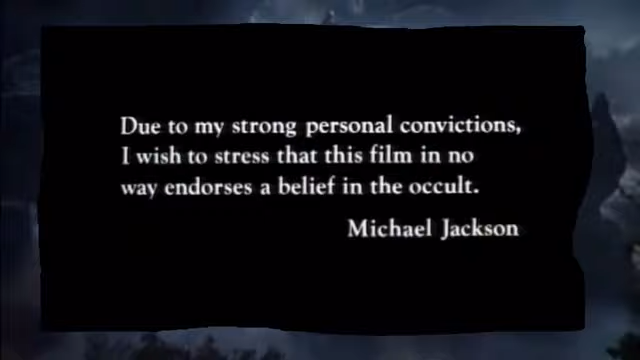 Due to my strong personal convictions,
I wish to stress that this film in no
way endorses a belief in the occult.
Michael Jackson